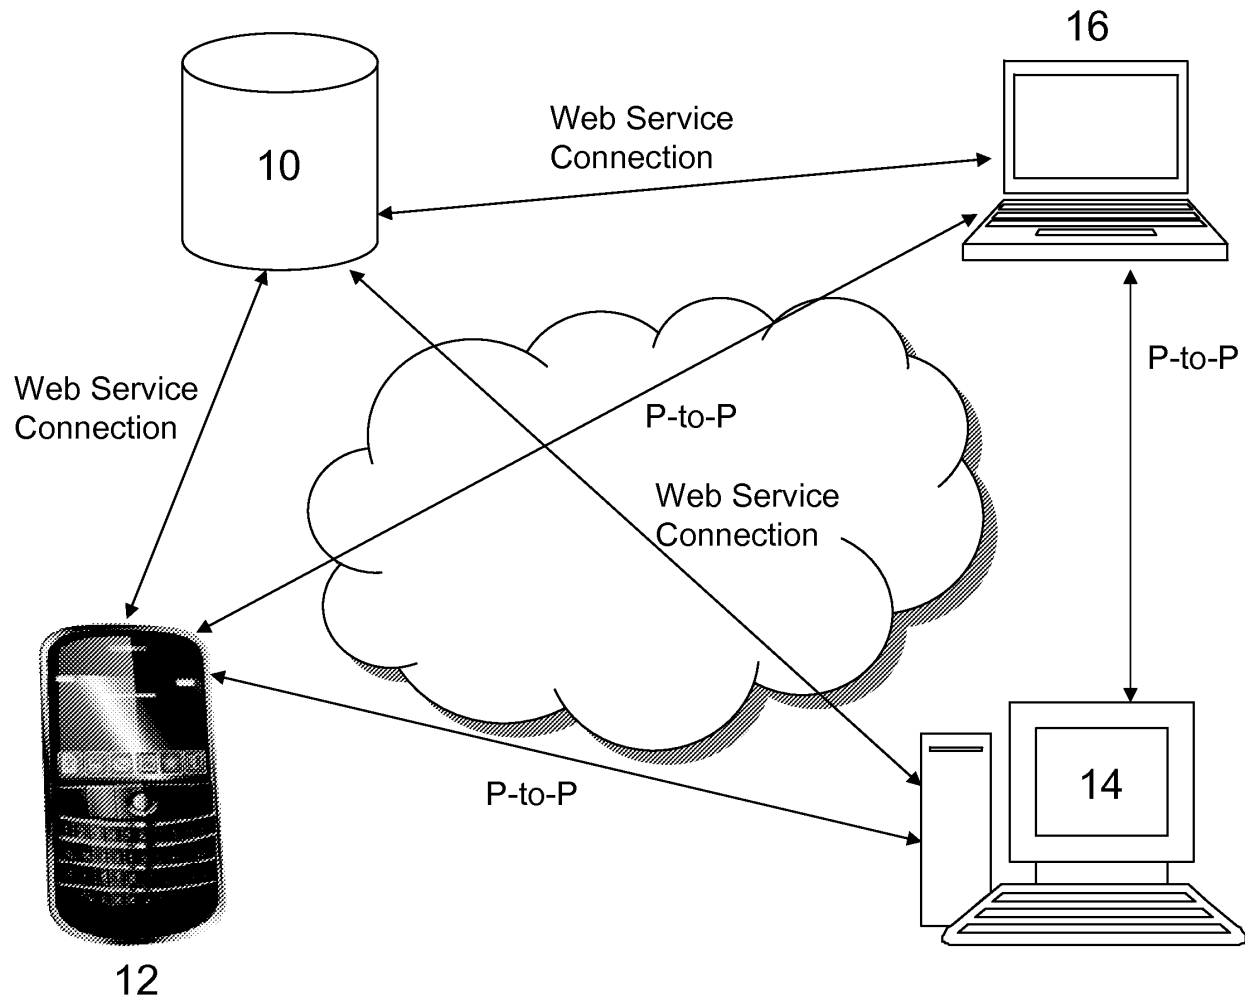 16
Web Service
Connection
10
P-to-P
Web Service
Connection
P-to-P
Web Service
Connection
14
P-to-P
12